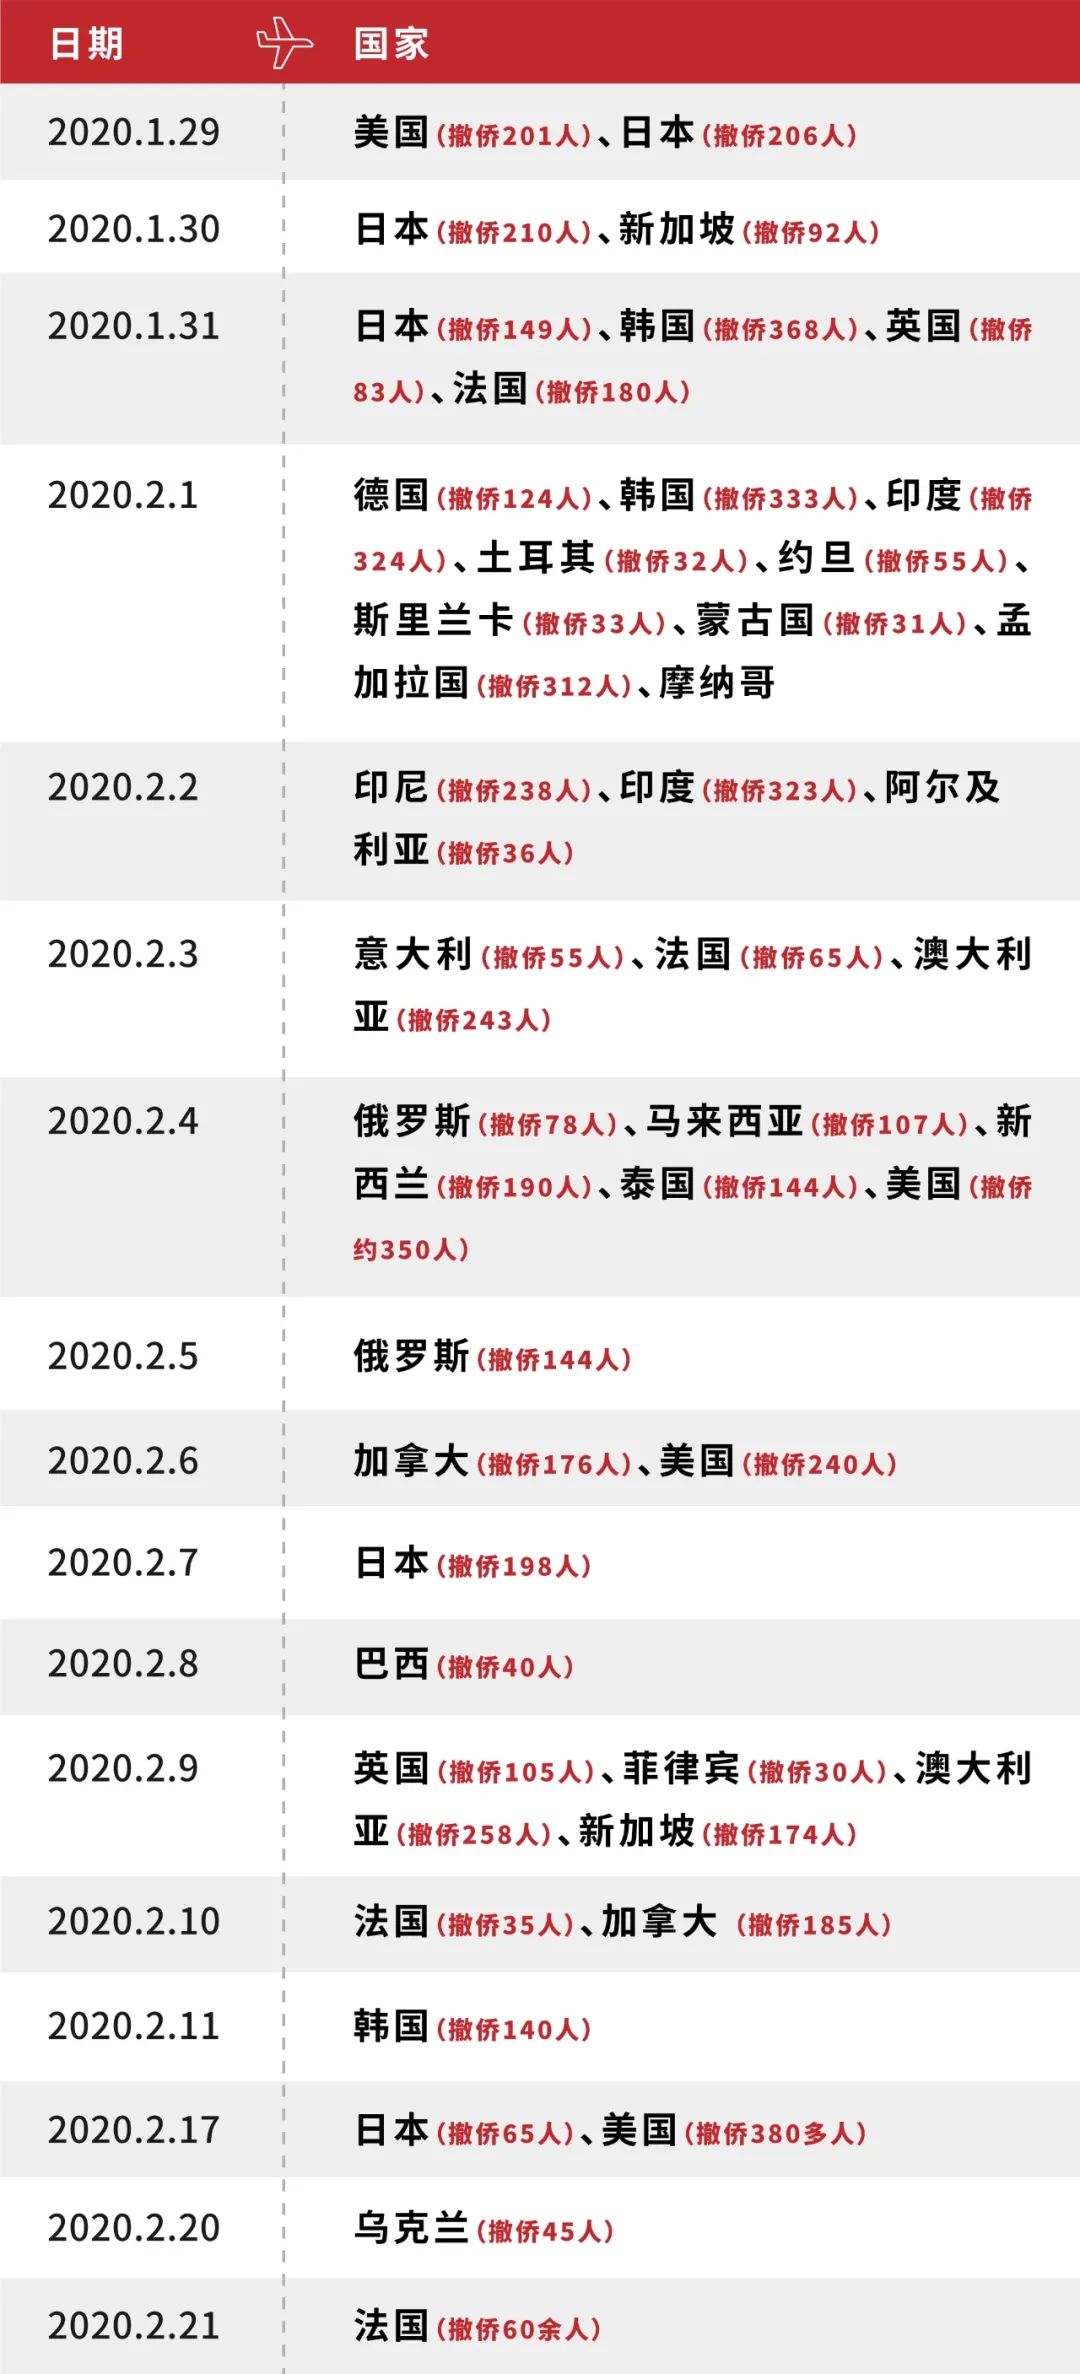 日期 国家
2020.1.29 美国(撤侨201人)、日本(撤侨206人)
2020.1.30 日本(撤侨210人)、新加坡(撤侨92人)
2020.1.31 日本(撤侨149人)、韩国(撤侨368人)、英国(撤侨
83人)、法国(撤侨180人)
2020.2.1 德国(撤侨124人)、韩国(撤侨333人)、印度(撤侨
324人)、土耳其(撤侨32人)、约旦(撤侨55人)、
斯里兰卡(撤侨33人)、蒙古国(撤侨31人)、孟
加拉国(撤侨312人)、摩纳哥
2020.2.2 印尼(撤侨238人)、印度(撤侨323人)、阿尔及
利亚(撤侨36人)
2020.2.3 意大利(撤侨55人)、法国(撤侨65人)、澳大利
亚(撤侨243人)
2020.2.4 俄罗斯(撤侨78人)、马来西亚(撤侨107人)、新
西兰(撤侨190人)、泰国(撤侨144人)、美国(撤侨
约350人)
2020.2.5 俄罗斯(撤侨144人)
2020.2.6 加拿大(撤侨176人)、美国(撤侨240人)
2020.2.7 日本(撤侨198人)
2020.2.8 巴西(撤侨40人)
2020.2.9 英国(撤侨105人)、菲律宾(撤侨30人)、澳大利
亚(撤侨258人)、新加坡(撤侨174人)
2020.2.10 法国(撤侨35人)、加拿大(撤侨185人)
2020.2.11 韩国(撤侨140人)
2020.2.17 日本(撤侨65人)、美国(撤侨380多人)
2020.2.20 乌克兰(撤侨45人)
2020.2.21 法国(撤侨60余人)